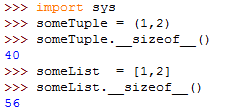 >>> import sys
>>> someTuple = (1,2)
>>> someTuple.__sizeof__()
40
>>> someList  = [1,2]
>>> someList.__sizeof__()
56